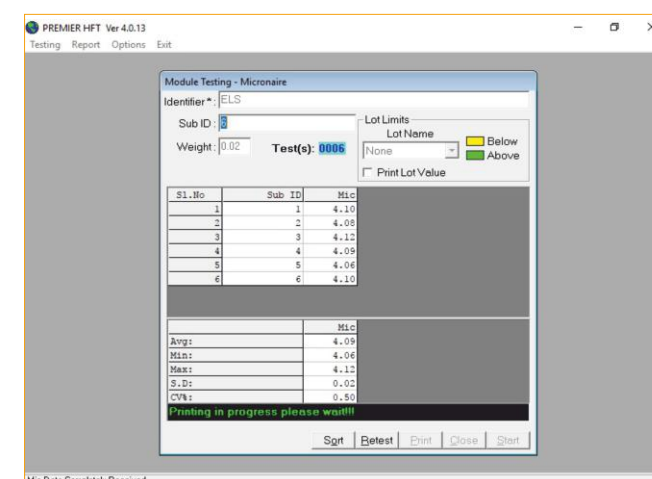 PREMIER HFT Ver 4.0.13
Testing Report Options Exit
Module Testing - Micronaire
Identifier * : ELS
Sub ID : 6
Weight : 0.02 Test(s): 0006
Lot Limits
Lot Name
None
Below
Above
Print Lot Value
Sl.No Sub ID Mic
1 1 4.10
2 2 4.08
3 3 4.12
4 4 4.09
5 5 4.06
6 6 4.10
Mic
Avg: 4.09
Min: 4.06
Max: 4.12
S.D: 0.02
CV%: 0.50
Printing in progress please wait!!!
Sort Retest Print Close Start